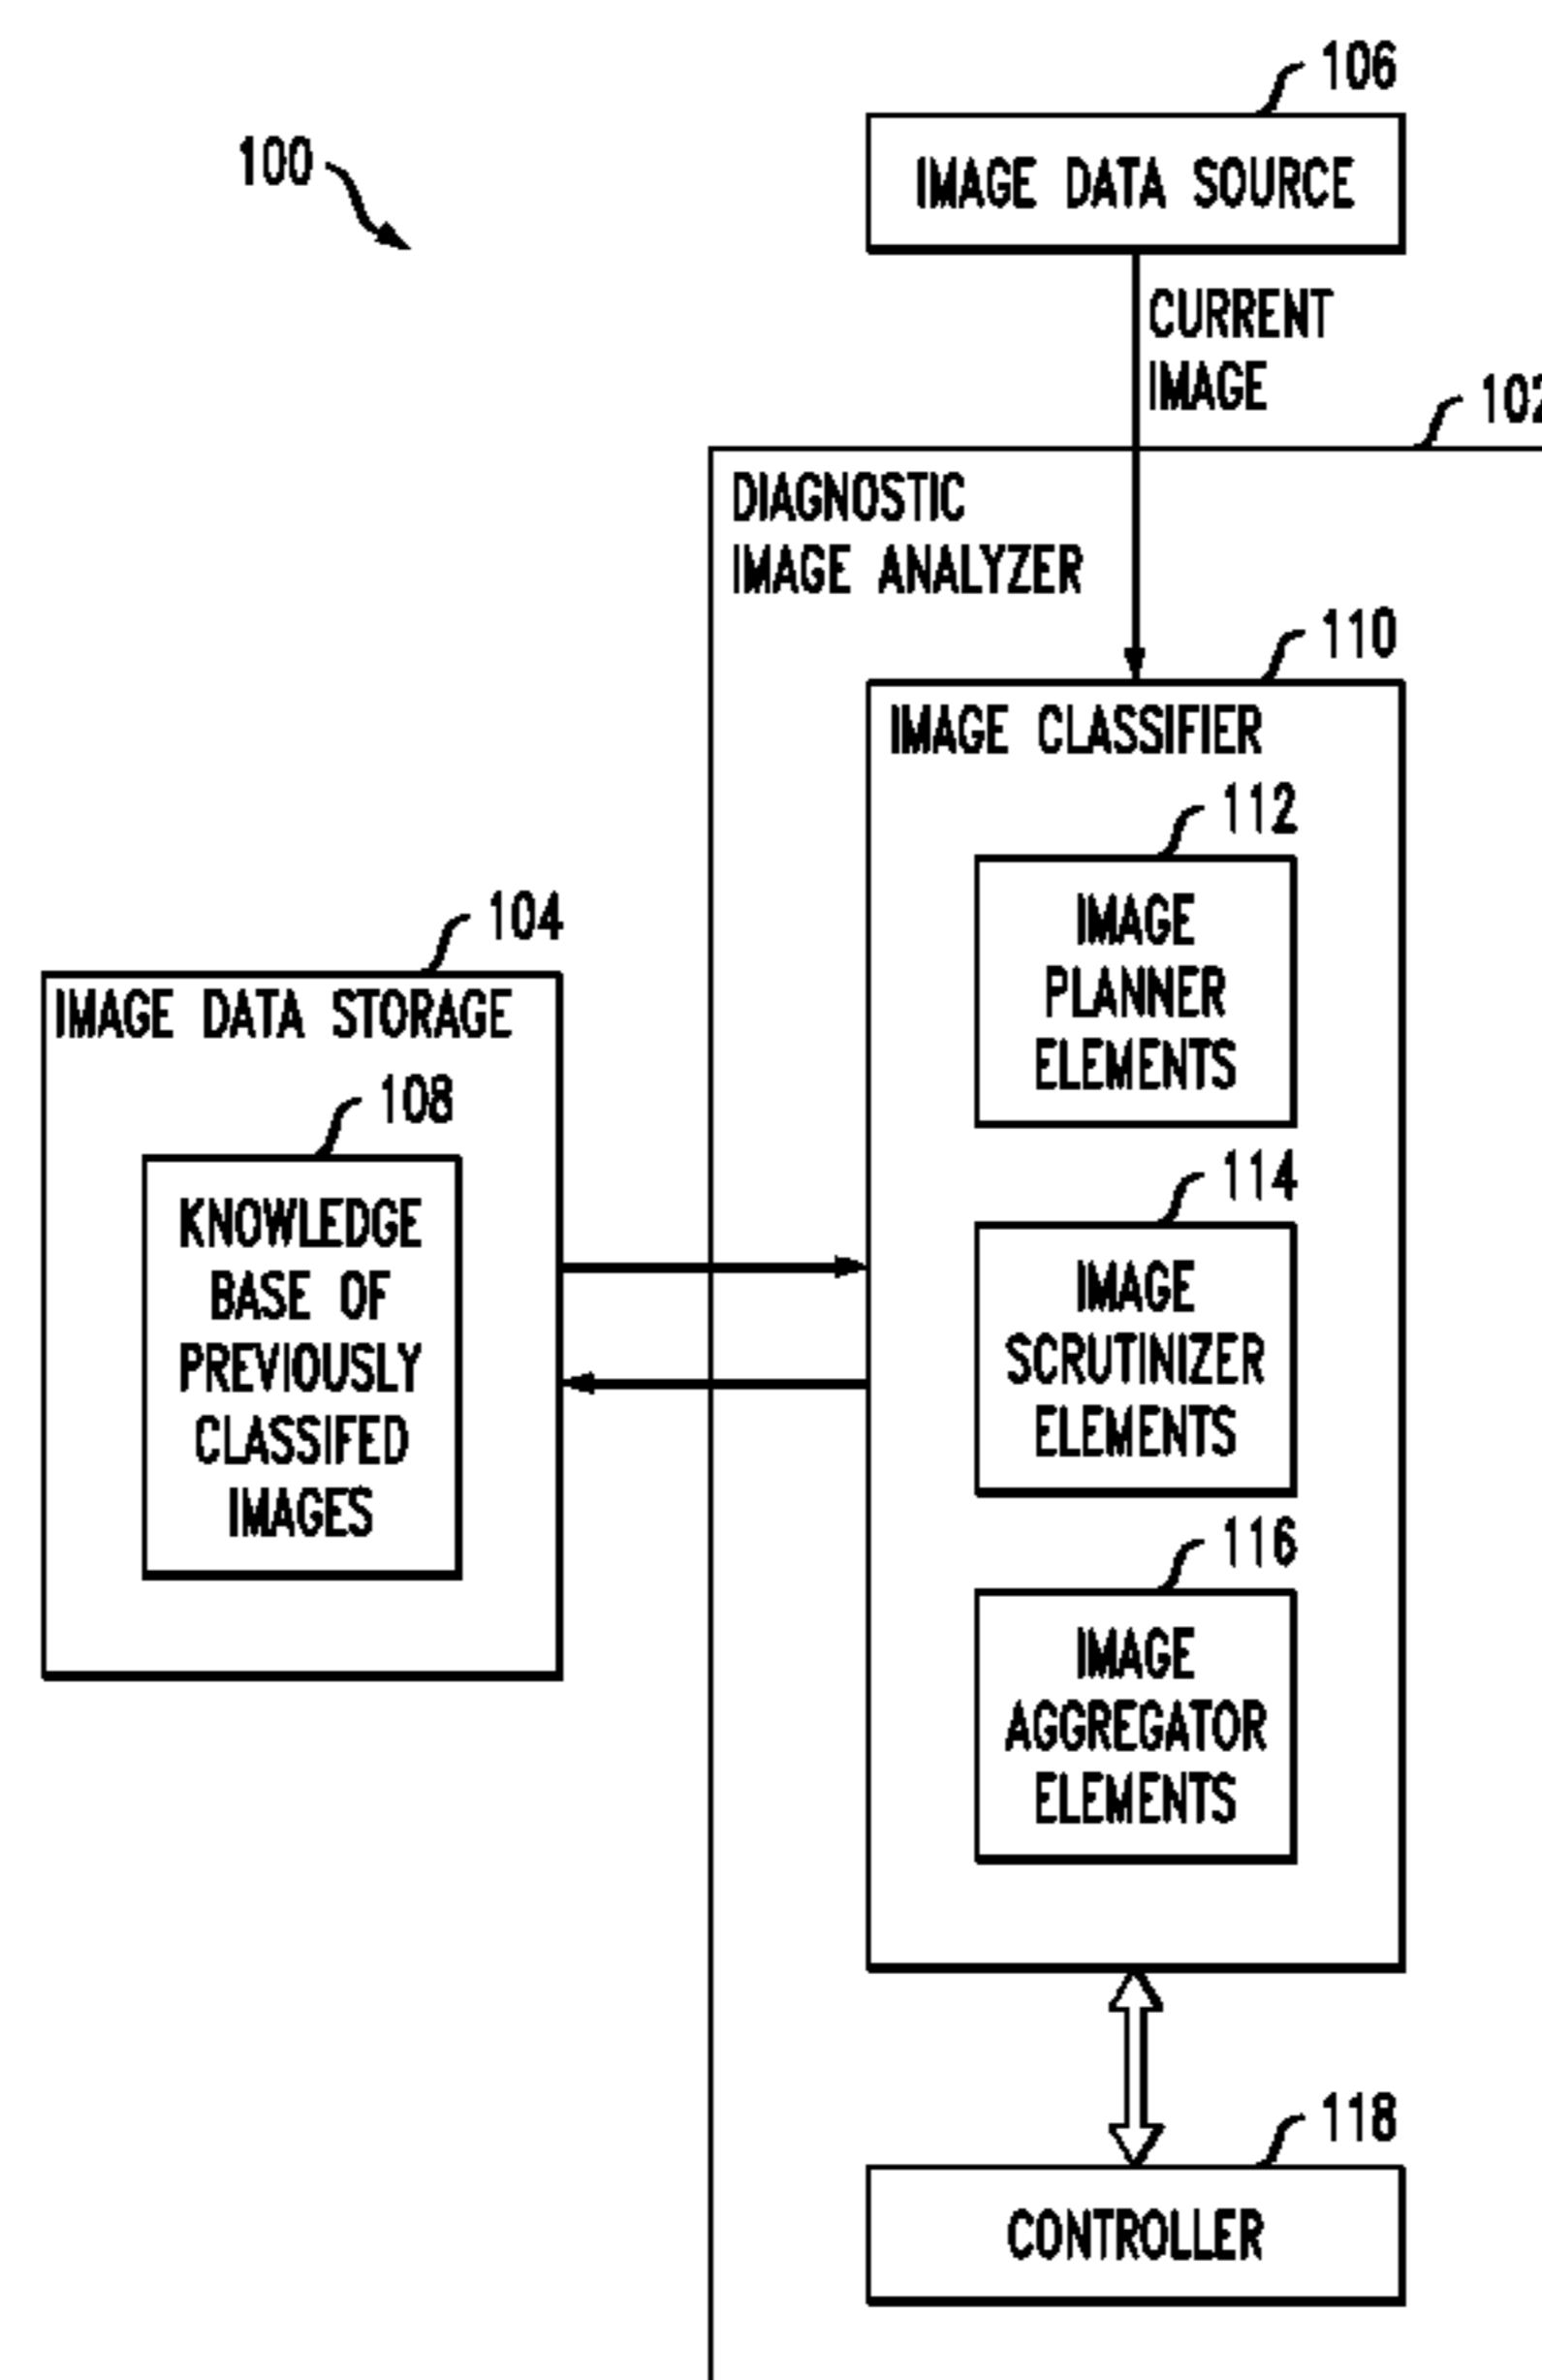 106
100
IMAGE DATA SOURCE
CURRENT
IMAGE
102
DIAGNOSTIC
IMAGE ANALYZER
110
IMAGE CLASSIFIER
112
IMAGE
PLANNER
ELEMENTS
104
IMAGE DATA STORAGE
108
KNOWLEDGE
BASE OF
PREVIOUSLY
CLASSIFED
IMAGES
114
IMAGE
SCRUTINIZER
ELEMENTS
116
IMAGE
AGGREGATOR
ELEMENTS
118
CONTROLLER